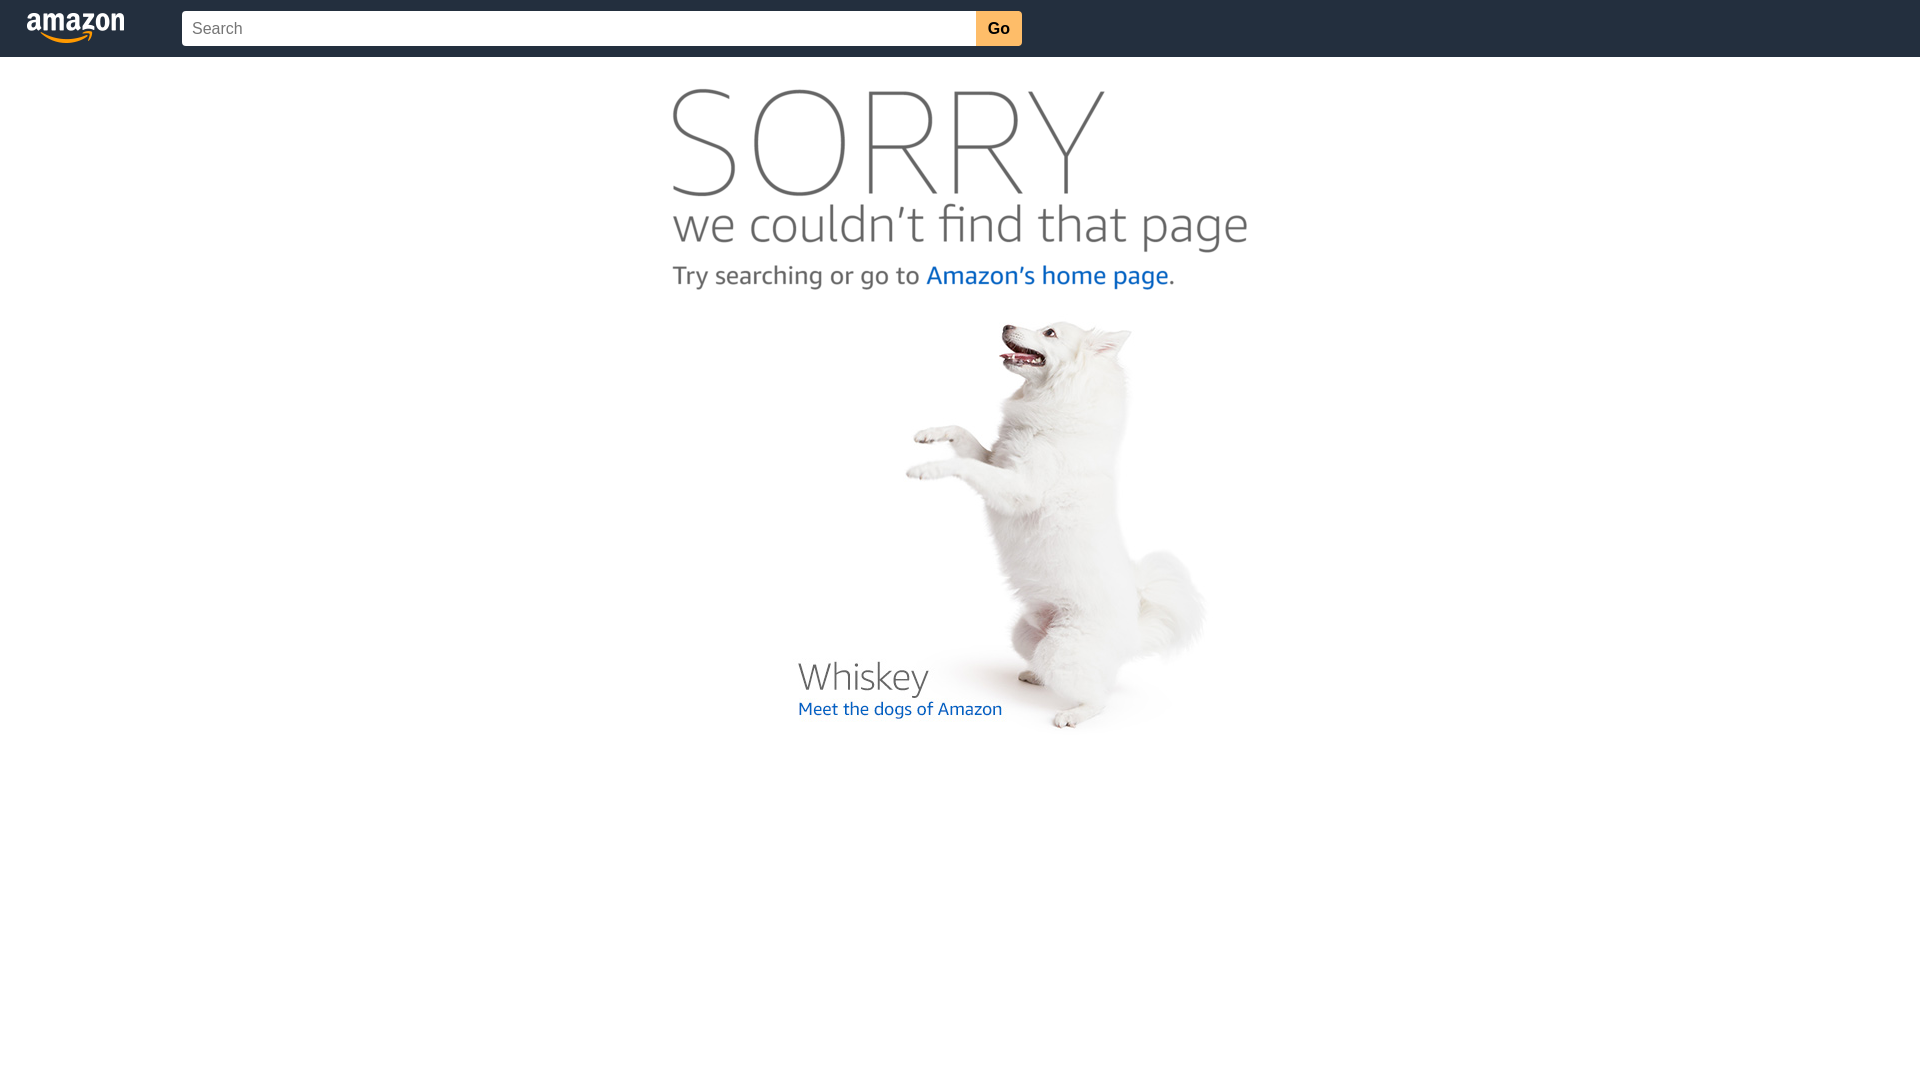 amazon
Search
Go
SORRY
we couldn't find that page
Try searching or go to Amazon's home page.
Whiskey
Meet the dogs of Amazon